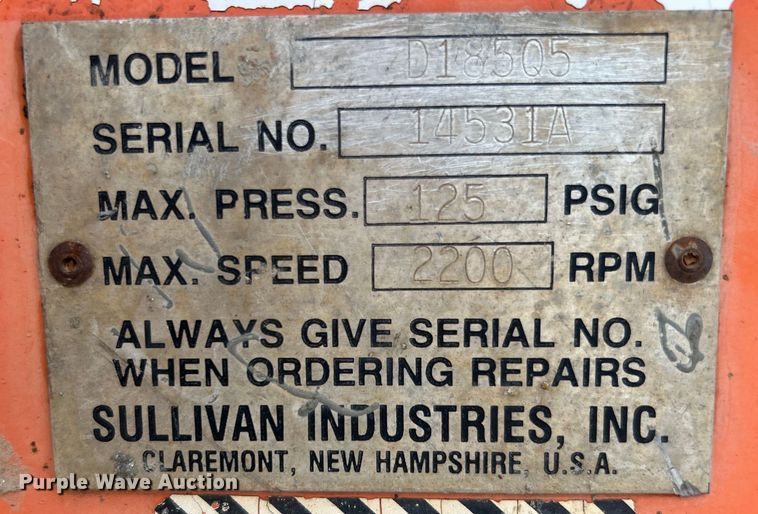 MODEL D185Q5
SERIAL NO. 14531A
MAX. PRESS. 125 PSIG
MAX. SPEED 2200 RPM
ALWAYS GIVE SERIAL NO.
WHEN ORDERING REPAIRS
SULLIVAN INDUSTRIES, INC.
CLAREMONT, NEW HAMPSHIRE, U.S.A.
Purple Wave Auction